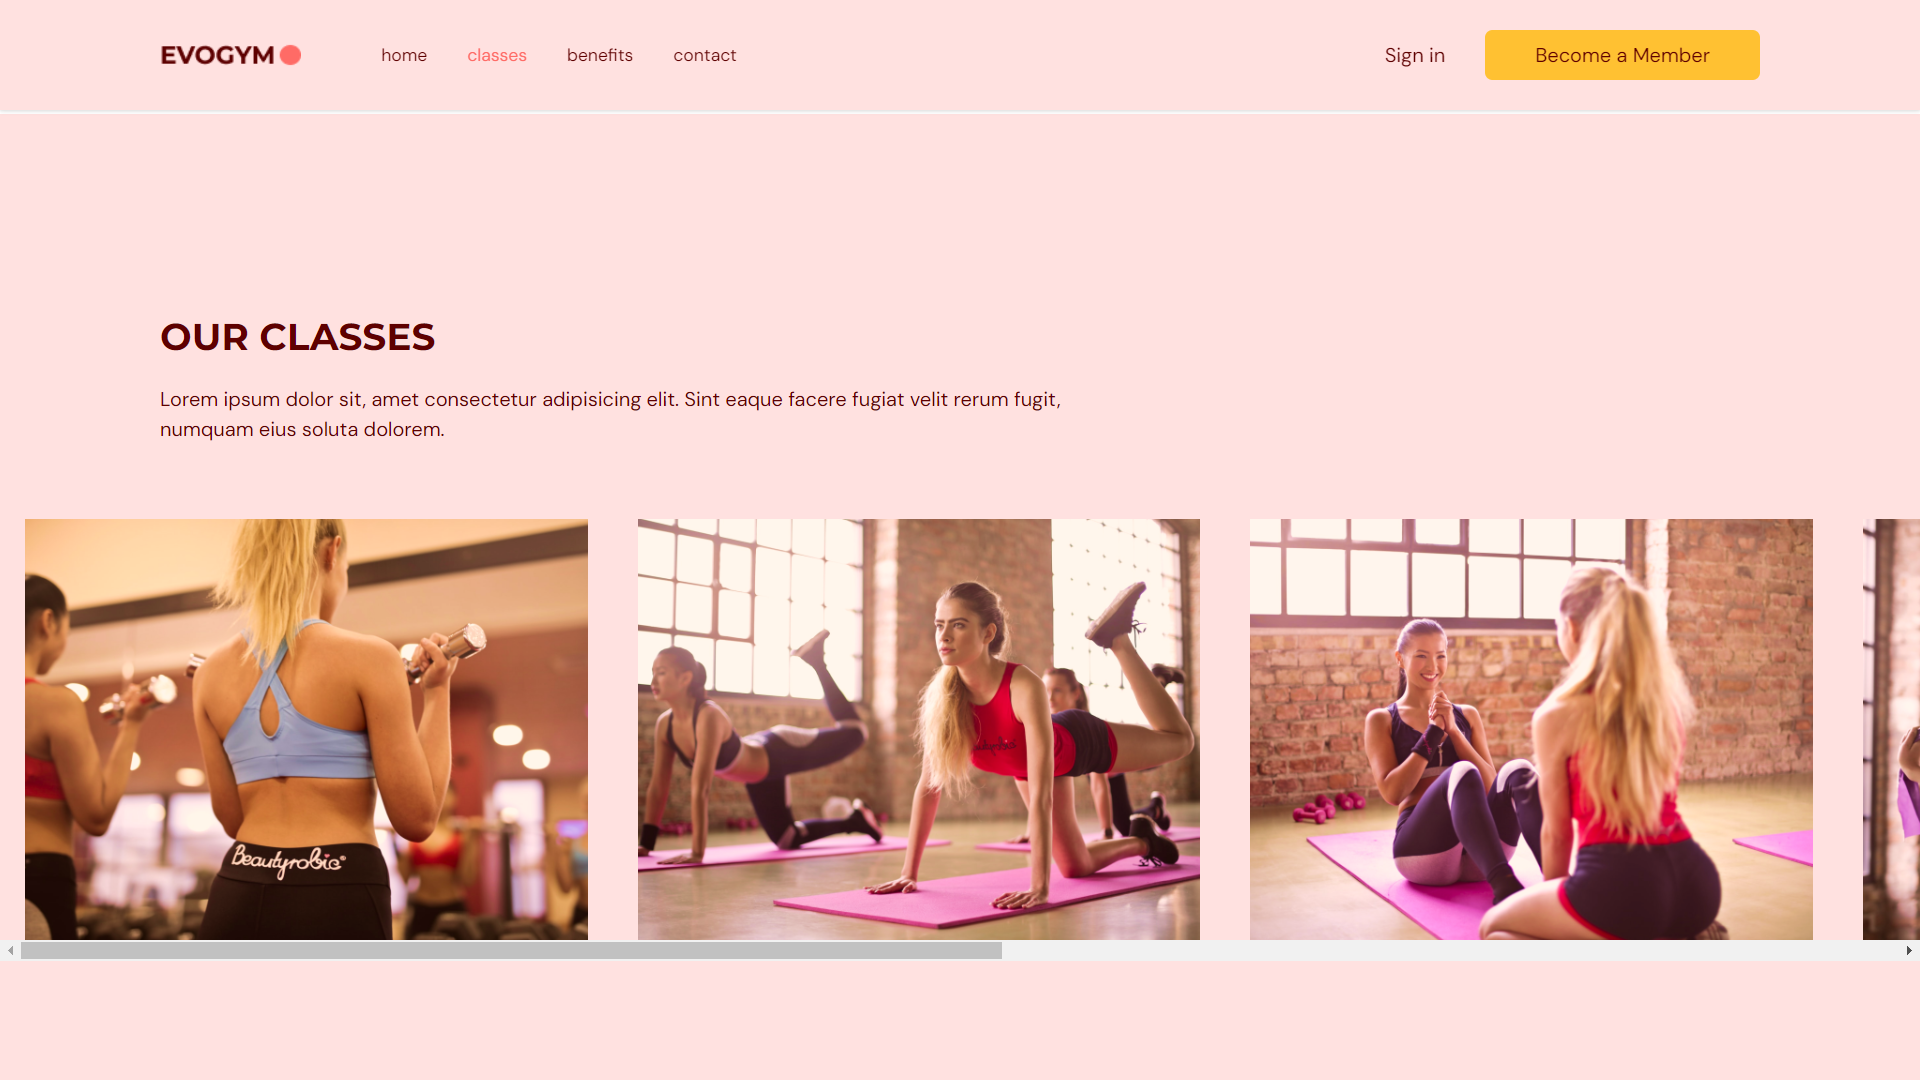 EVOGYM
home
classes
benefits
contact
Sign in
Become a Member
OUR CLASSES
Lorem ipsum dolor sit, amet consectetur adipisicing elit. Sint eaque facere fugiat velit rerum fugit,
numquam eius soluta dolorem.
Beautyrobic®